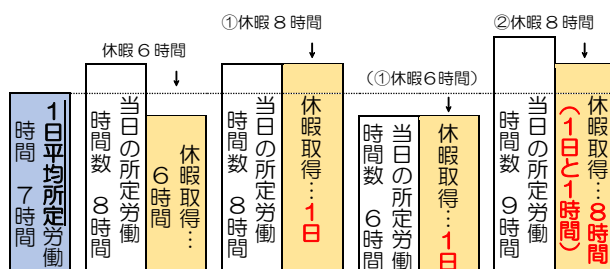 休暇６時間
①休暇８時間
（①休暇６時間）
②休暇８時間
↓
↓
↓
↓
１日平均所定労働
時間　７時間
当日の所定労働
時間数　８時間
休暇取得…
６時間
当日の所定労働
時間数　８時間
休暇取得…１日
当日の所定労働
時間数　６時間
休暇取得…１日
当日の所定労働
時間数　９時間
休暇取得…８時間
（１日と１時間）